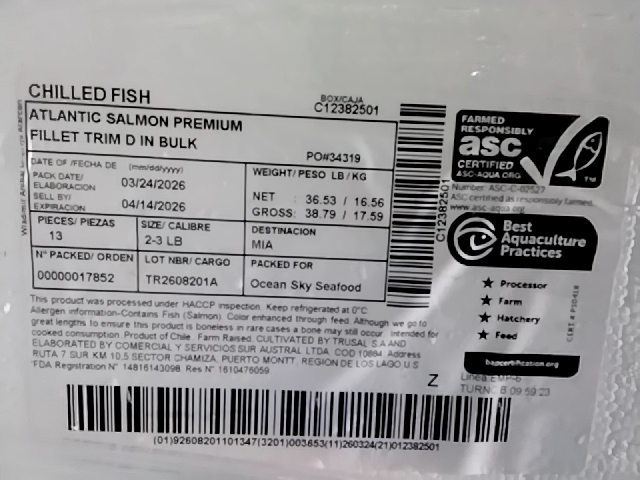 CHILLED FISH
BOX/CAJA
C12382501
ATLANTIC SALMON PREMIUM
FILLET TRIM D IN BULK
PO#34319
DATE OF /FECHA DE (mm/dd/yyyy)
PACK DATE/
ELABORACION 03/24/2026
SELL BY/
EXPIRACION 04/14/2026
WEIGHT/ PESO LB / KG
NET : 36.53 / 16.56
GROSS: 38.79 / 17.59
PIECES/ PIEZAS
13
SIZE/ CALIBRE
2-3 LB
DESTINACION
MIA
N° PACKED/ ORDEN
00000017852
LOT NBR/ CARGO
TR2608201A
PACKED FOR
Ocean Sky Seafood
C12382501
FARMED
RESPONSIBLY
asc
CERTIFIED
ASC-AQUA.ORG
TM
Number: ASC-C-02527
ASC certified as responsibly farmed.
www.asc-aqua.org
Best
Aquaculture
Practices
★ Processor
★ Farm
★ Hatchery
★ Feed
bapcertification.org
This product was processed under HACCP inspection. Keep refrigerated at 0°C
Allergen information-Contains Fish (Salmon). Color enhanced through feed. Although we go to
great lengths to ensure this product is boneless in rare cases a bone may still occur. Intended for
cooked consumption. Product of Chile. Farm Raised. CULTIVATED BY TRUSAL S.A AND
ELABORATED BY COMERCIAL Y SERVICIOS SUR AUSTRAL LTDA. COD 10884. Address
RUTA 7 SUR KM 10.5 SECTOR CHAMIZA, PUERTO MONTT, REGION DE LOS LAGO.U.S
"FDA Registration N° 14816143098. Res N° 1610476059
Z
TURNO: B 09:59:23
(01)92608201101347(3201)003653(11)260324(21)012382501